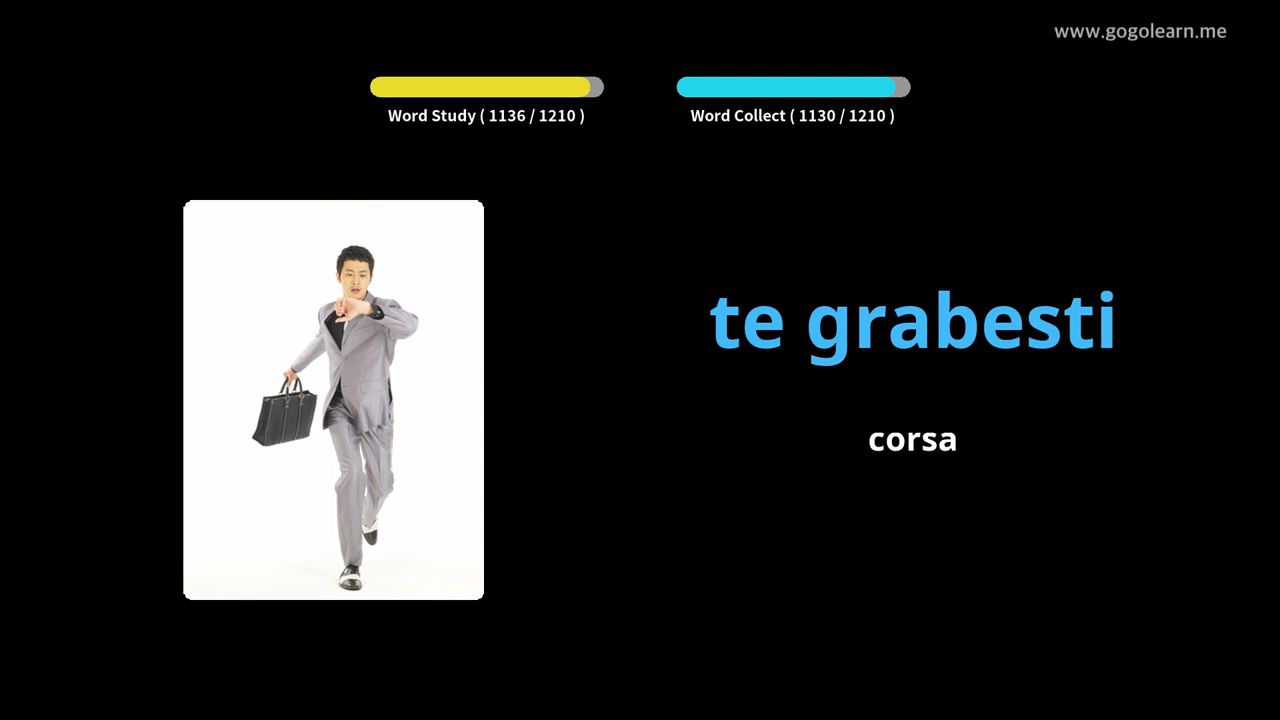 www.gogolearn.me
Word Study ( 1136 / 1210 )
Word Collect ( 1130 / 1210 )
te grabesti
corsa